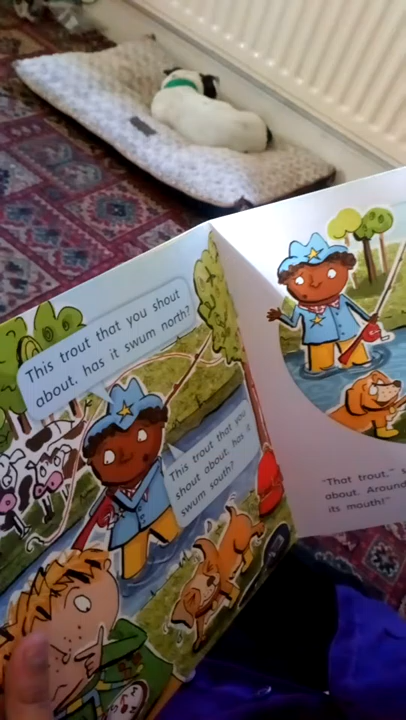 This trout that you shout
about, has it swum north?
This trout that you
shout about, has it
swum south?
"That trout,"
about. Around
its mouth!"